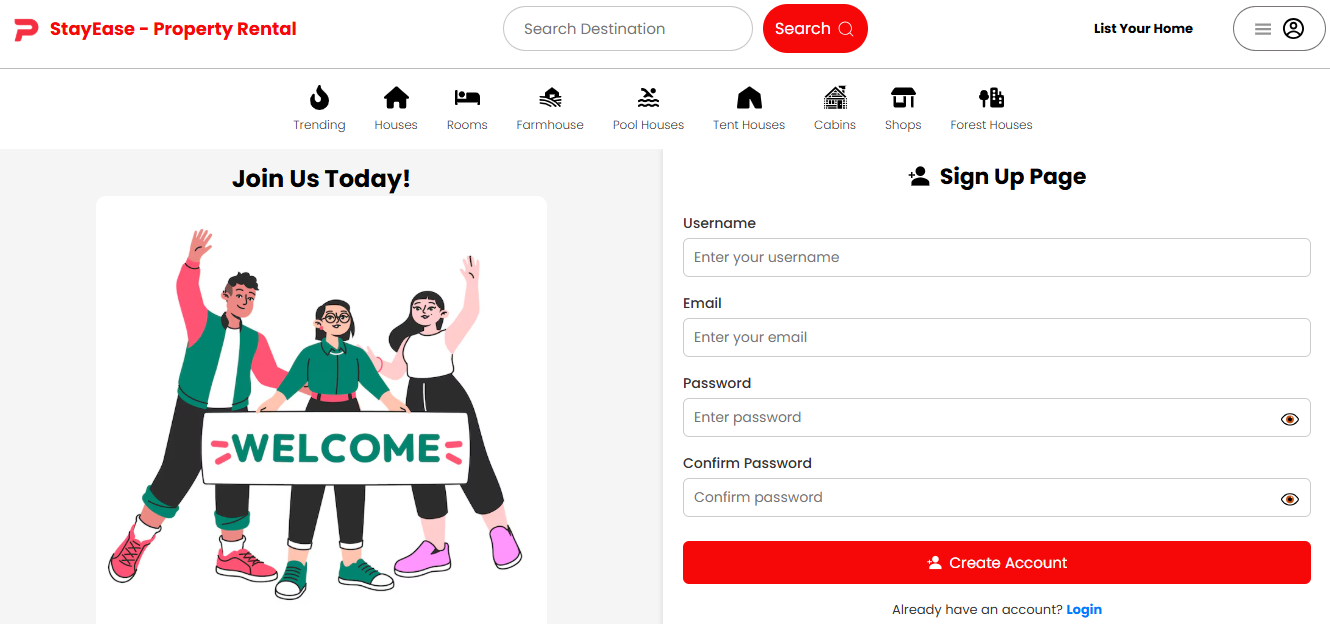 StayEase - Property Rental
Search Destination
Search
List Your Home
Trending
Houses
Rooms
Farmhouse
Pool Houses
Tent Houses
Cabins
Shops
Forest Houses
Join Us Today!
WELCOME
Sign Up Page
Username
Enter your username
Email
Enter your email
Password
Enter password
Confirm Password
Confirm password
Create Account
Already have an account? Login